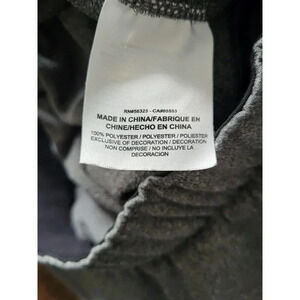 RN#56323 - CA#05553
MADE IN CHINA/FABRIQUE EN
CHINE/HECHO EN CHINA
100% POLYESTER / POLYESTER / POLIESTER
EXCLUSIVE OF DECORATION / DECORATION
NON COMPRISE / NO INCLUYE LA
DECORACION